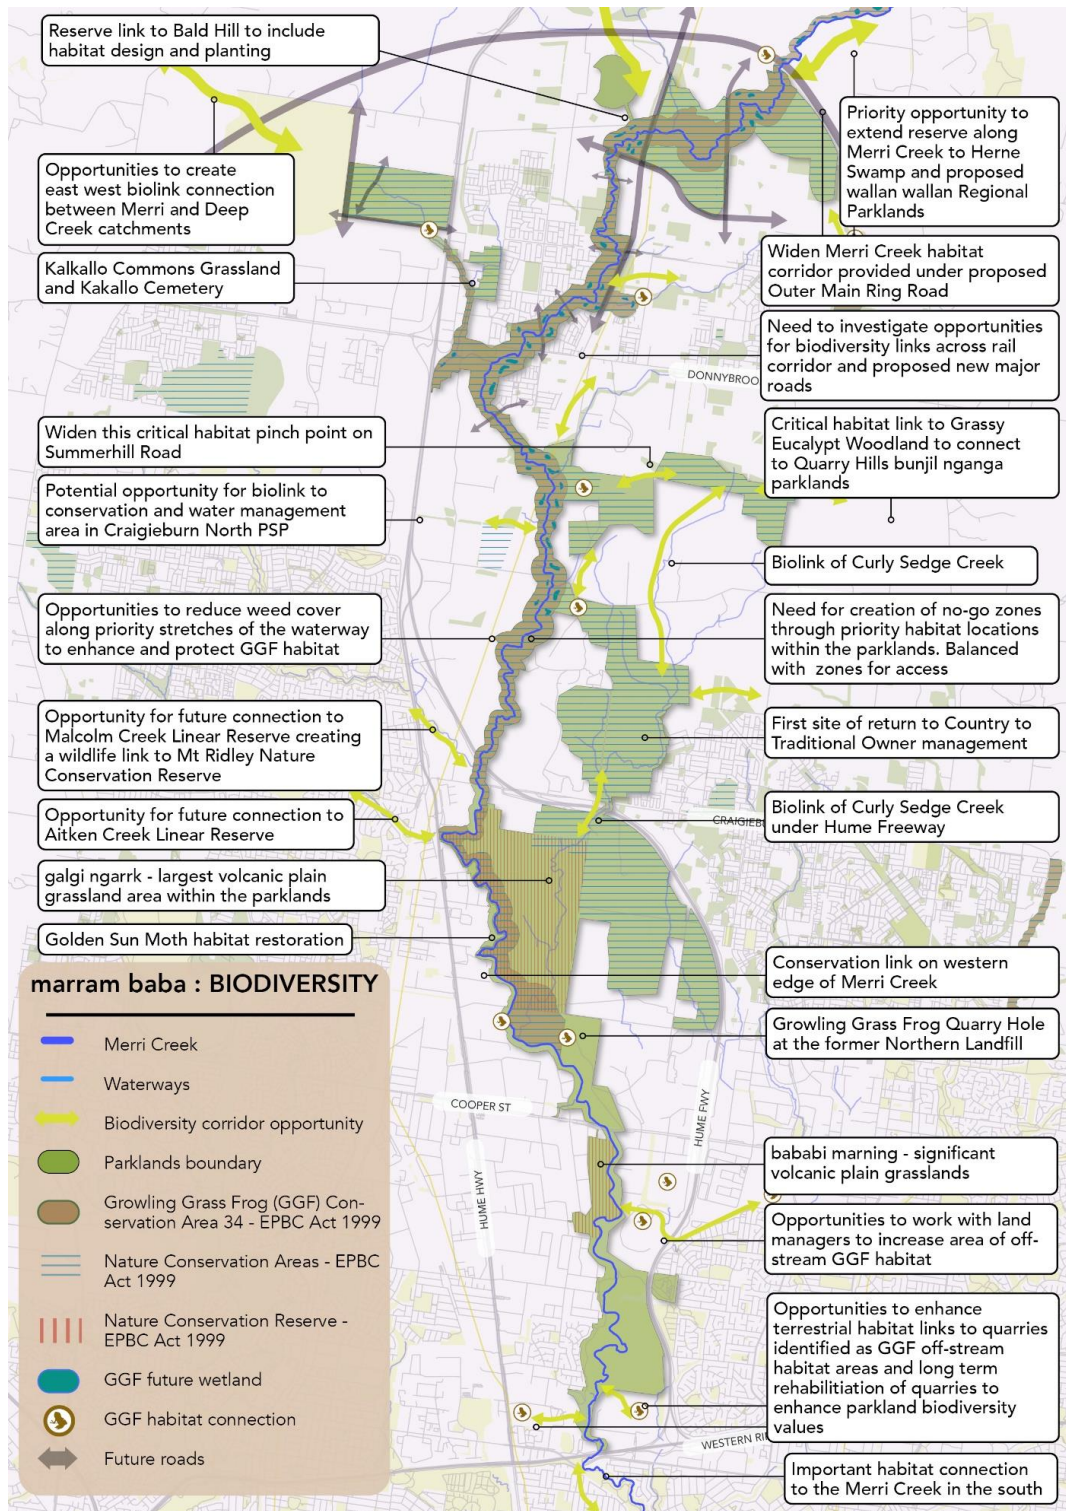 Reserve link to Bald Hill to include
habitat design and planting
Opportunities to create
east west biolink connection
between Merri and Deep
Creek catchments
Kalkallo Commons Grassland
and Kakallo Cemetery
Widen this critical habitat pinch point on
Summerhill Road
Potential opportunity for biolink to
conservation and water management
area in Craigieburn North PSP
Opportunities to reduce weed cover
along priority stretches of the waterway
to enhance and protect GGF habitat
Opportunity for future connection to
Malcolm Creek Linear Reserve creating
a wildlife link to Mt Ridley Nature
Conservation Reserve
Opportunity for future connection to
Aitken Creek Linear Reserve
galgi ngarrk - largest volcanic plain
grassland area within the parklands
Golden Sun Moth habitat restoration
marram baba : BIODIVERSITY
Merri Creek
Waterways
Biodiversity corridor opportunity
Parklands boundary
Growling Grass Frog (GGF) Con-
servation Area 34 - EPBC Act 1999
Nature Conservation Areas - EPBC
Act 1999
Nature Conservation Reserve -
EPBC Act 1999
GGF future wetland
GGF habitat connection
Future roads
Priority opportunity to
extend reserve along
Merri Creek to Herne
Swamp and proposed
wallan wallan Regional
Parklands
Widen Merri Creek habitat
corridor provided under proposed
Outer Main Ring Road
Need to investigate opportunities
for biodiversity links across rail
corridor and proposed new major
roads
DONNYBROO
Critical habitat link to Grassy
Eucalypt Woodland to connect
to Quarry Hills bunjil nganga
parklands
Biolink of Curly Sedge Creek
Need for creation of no-go zones
through priority habitat locations
within the parklands. Balanced
with zones for access
First site of return to Country to
Traditional Owner management
Biolink of Curly Sedge Creek
under Hume Freeway
CRAIGIEB
Conservation link on western
edge of Merri Creek
Growling Grass Frog Quarry Hole
at the former Northern Landfill
COOPER ST
HUME HWY
HUME FWY
bababi marning - significant
volcanic plain grasslands
Opportunities to work with land
managers to increase area of off-
stream GGF habitat
Opportunities to enhance
terrestrial habitat links to quarries
identified as GGF off-stream
habitat areas and long term
rehabilitiation of quarries to
enhance parkland biodiversity
values
WESTERN RI
Important habitat connection
to the Merri Creek in the south